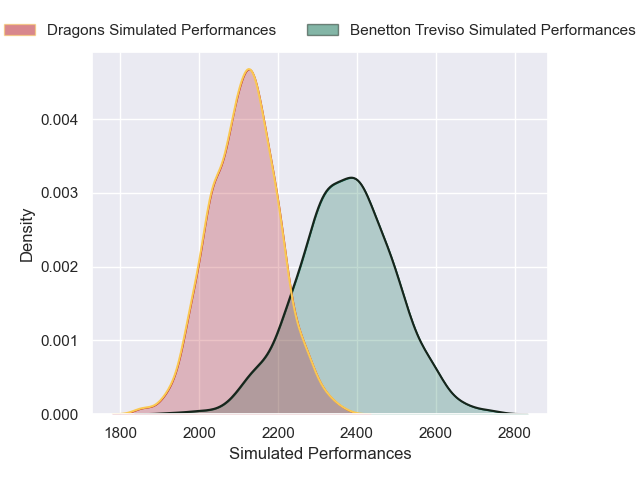 Dragons Simulated Performances
Benetton Treviso Simulated Performances
Density
0.004
0.003
0.002
0.001
0.000
1800 2000 2200 2400 2600 2800
Simulated Performances